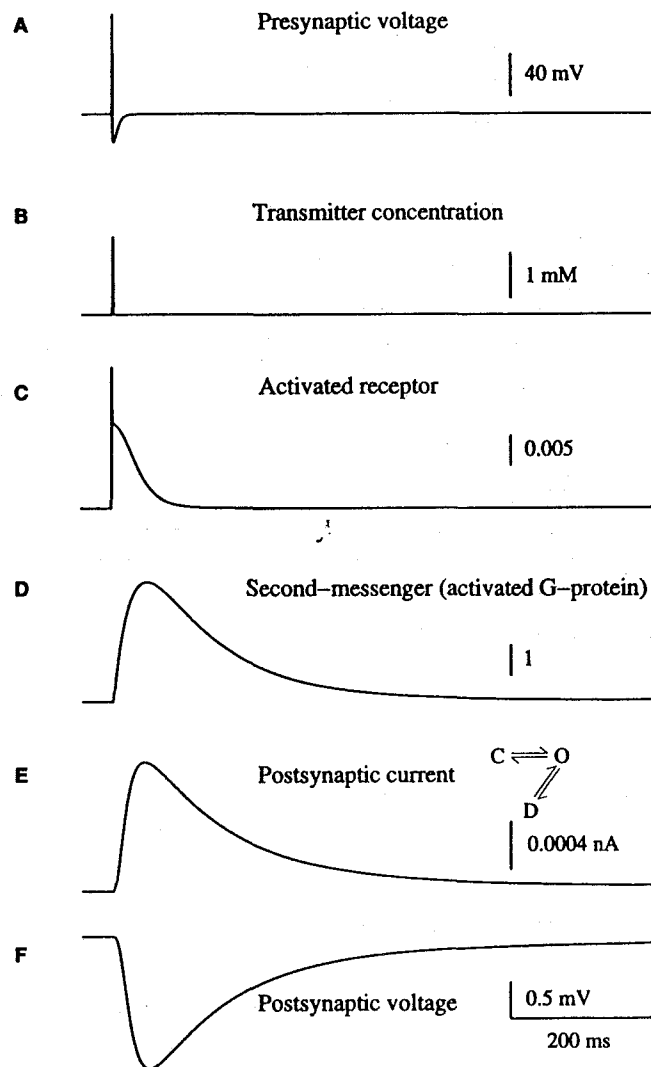 A
Presynaptic voltage
40 mV
B
Transmitter concentration
1 mM
C
Activated receptor
0.005
D
Second−messenger (activated G−protein)
1
E
Postsynaptic current
C O
D
0.0004 nA
F
Postsynaptic voltage
0.5 mV
200 ms